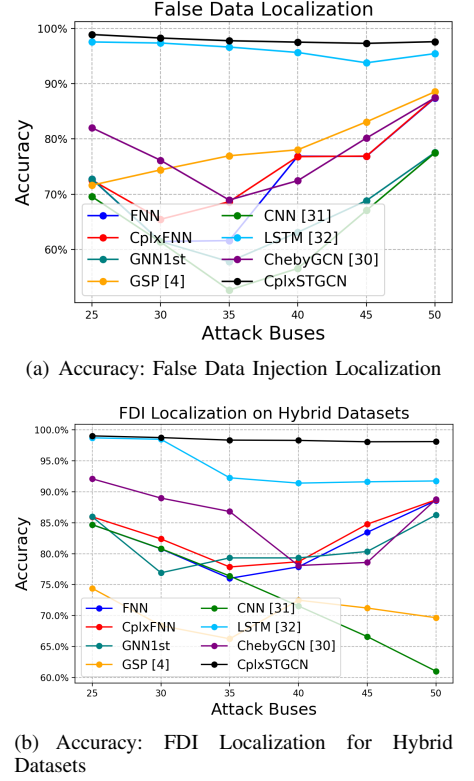 False Data Localization
100%
90%
80%
70%
60%
Accuracy
FNN
CplxFNN
GNN1st
GSP [4]
CNN [31]
LSTM [32]
ChebyGCN [30]
CplxSTGCN
25 30 35 40 45 50
Attack Buses
(a) Accuracy: False Data Injection Localization
FDI Localization on Hybrid Datasets
100.0%
95.0%
90.0%
85.0%
80.0%
75.0%
70.0%
65.0%
60.0%
Accuracy
FNN
CplxFNN
GNN1st
GSP [4]
CNN [31]
LSTM [32]
ChebyGCN [30]
CplxSTGCN
25 30 35 40 45 50
Attack Buses
(b) Accuracy: FDI Localization for Hybrid
Datasets